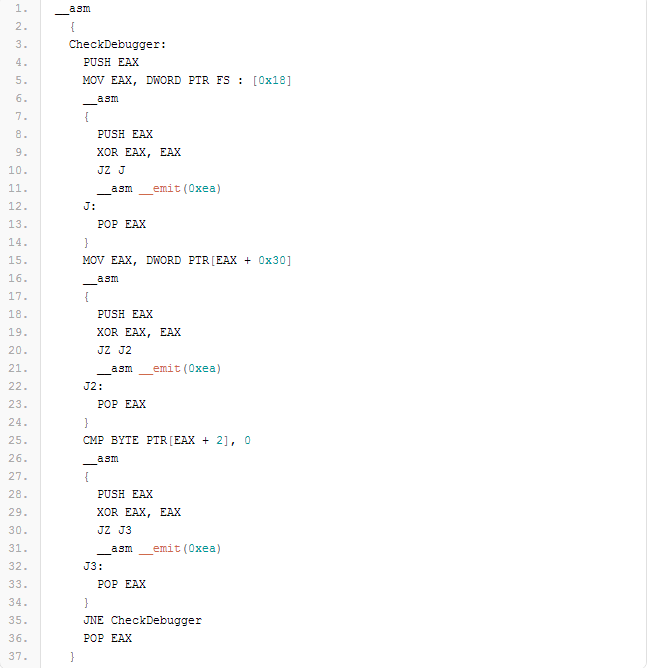 1. __asm
2. {
3. CheckDebugger:
4. PUSH EAX
5. MOV EAX, DWORD PTR FS : [0x18]
6. __asm
7. {
8. PUSH EAX
9. XOR EAX, EAX
10. JZ J
11. __asm __emit(0xea)
12. J:
13. POP EAX
14. }
15. MOV EAX, DWORD PTR[EAX + 0x30]
16. __asm
17. {
18. PUSH EAX
19. XOR EAX, EAX
20. JZ J2
21. __asm __emit(0xea)
22. J2:
23. POP EAX
24. }
25. CMP BYTE PTR[EAX + 2], 0
26. __asm
27. {
28. PUSH EAX
29. XOR EAX, EAX
30. JZ J3
31. __asm __emit(0xea)
32. J3:
33. POP EAX
34. }
35. JNE CheckDebugger
36. POP EAX
37. }